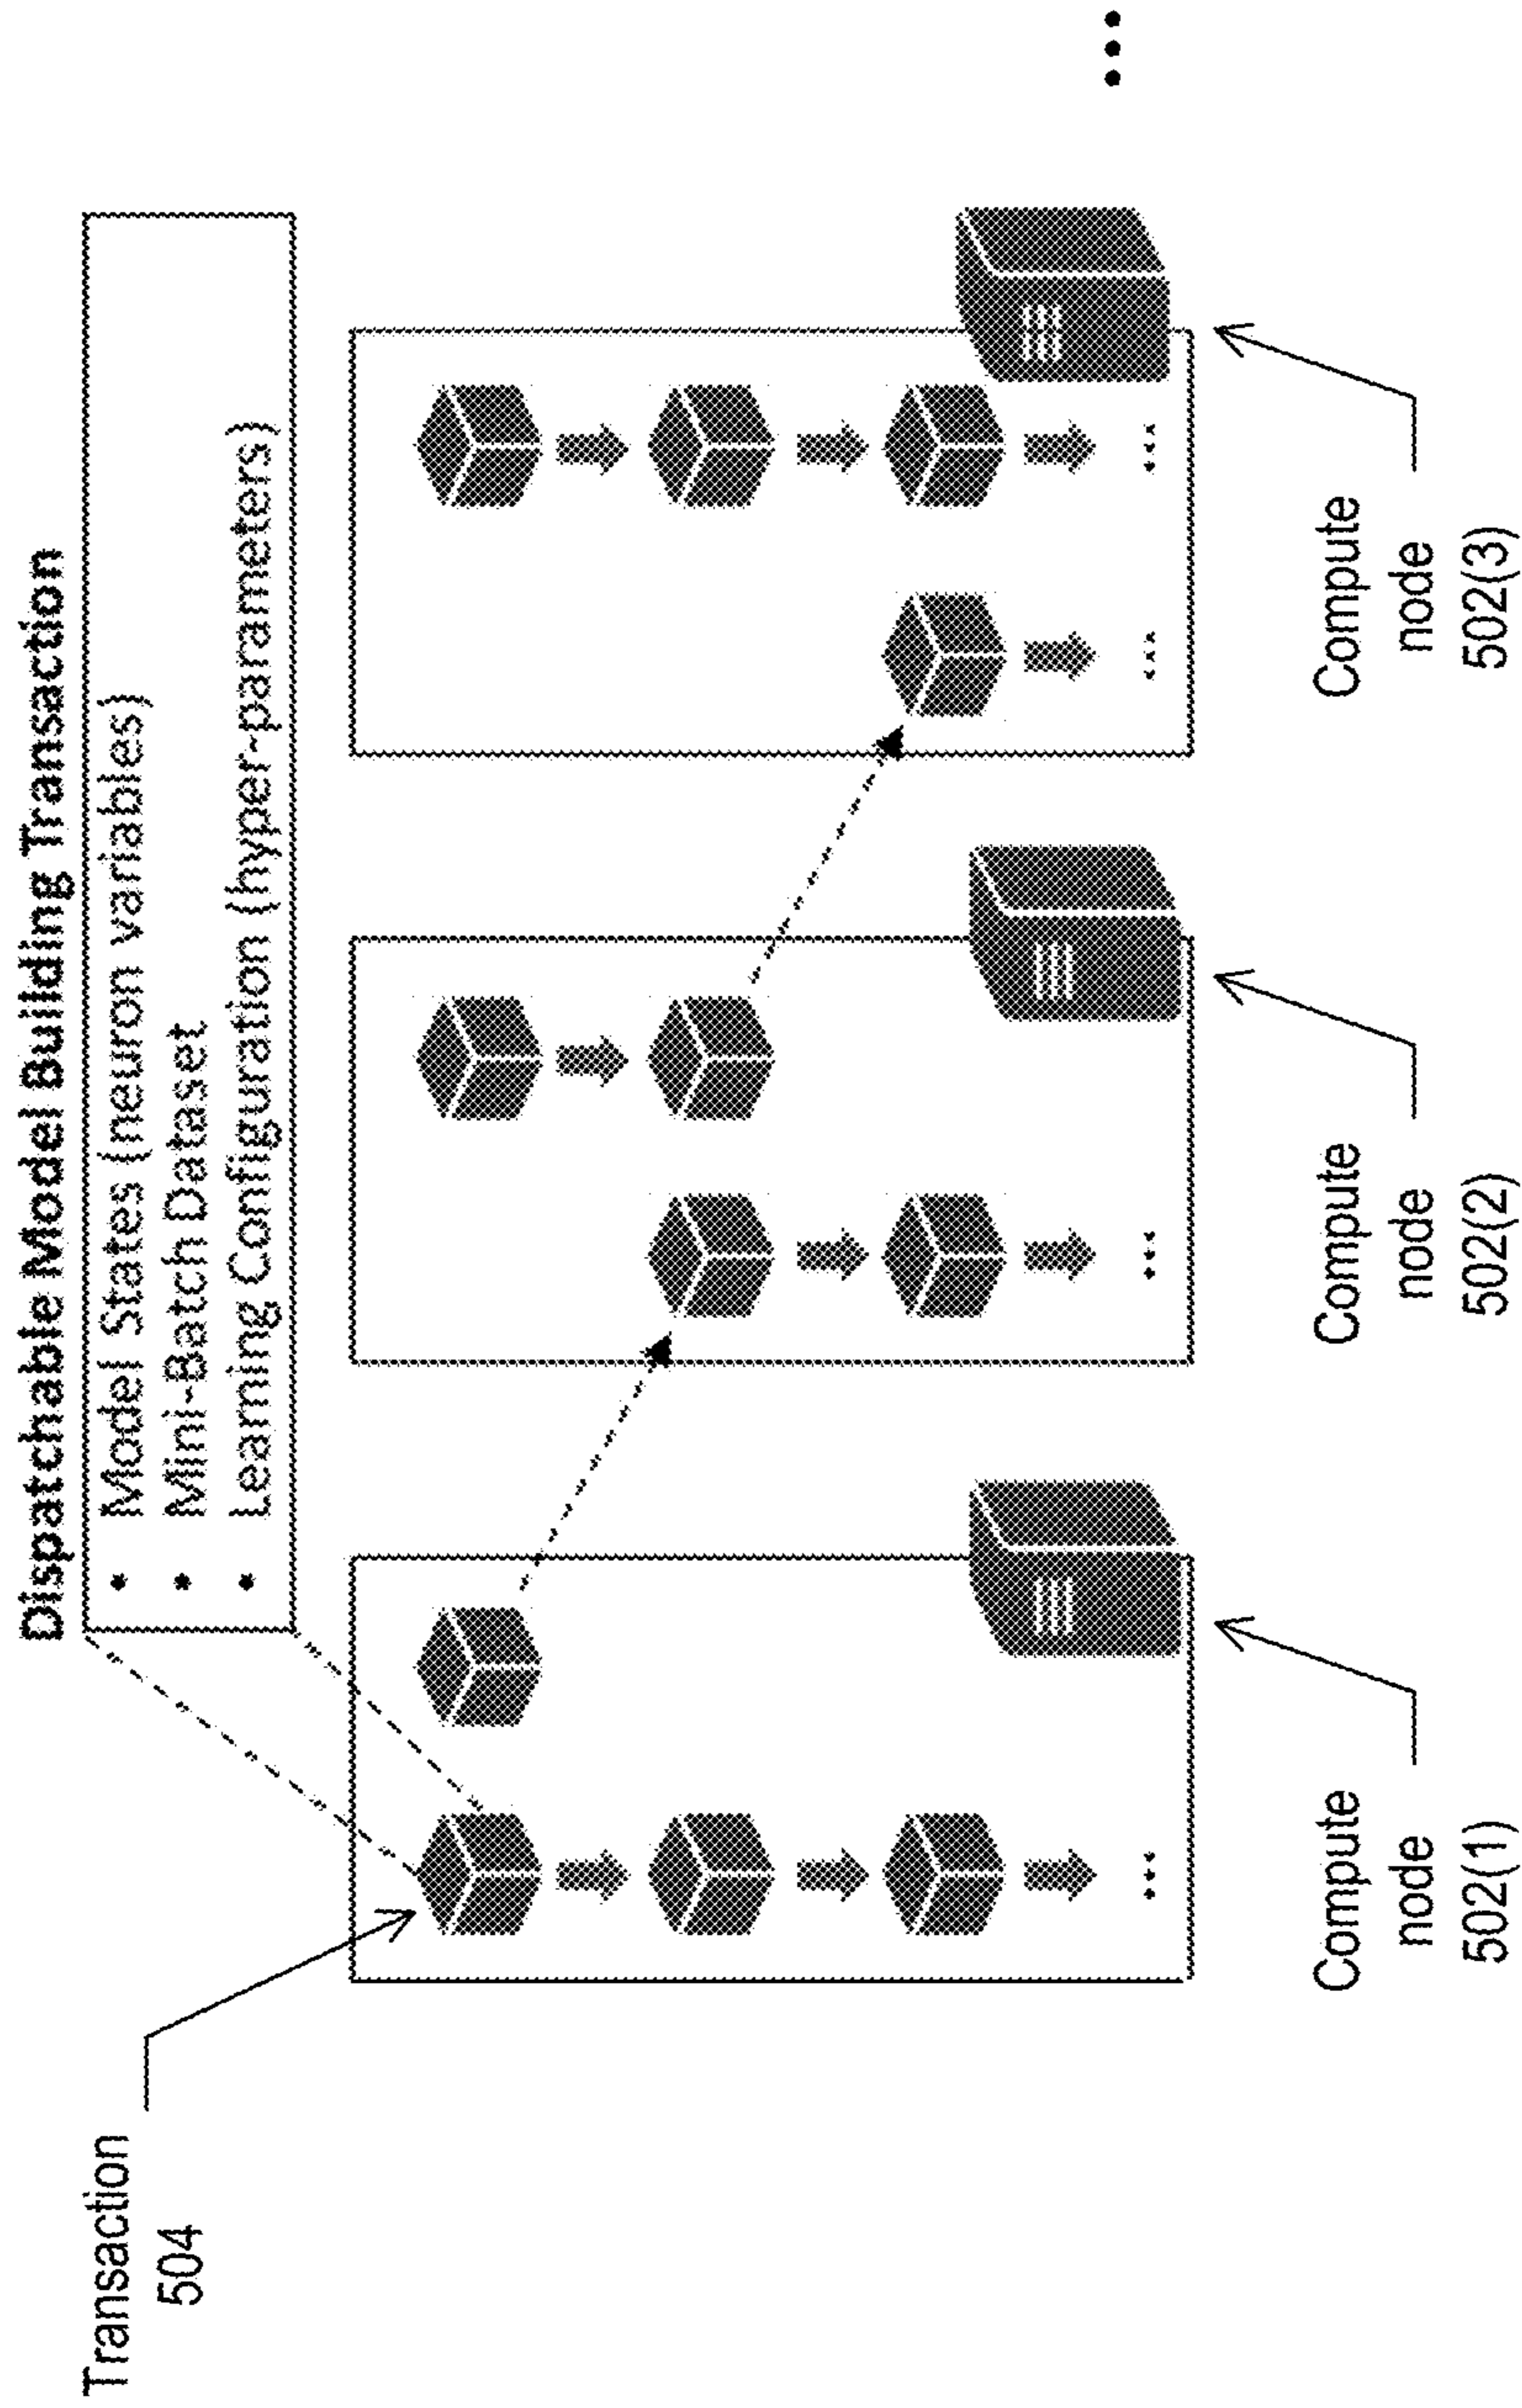 Dispatchable Model Building Transaction
• Model States (neuron variables)
• Mini-Batch Dataset
• Learning Configuration (hyper-parameters)
Transaction
504
...
...
...
...
...
Compute
node
502(1)
Compute
node
502(2)
Compute
node
502(3)